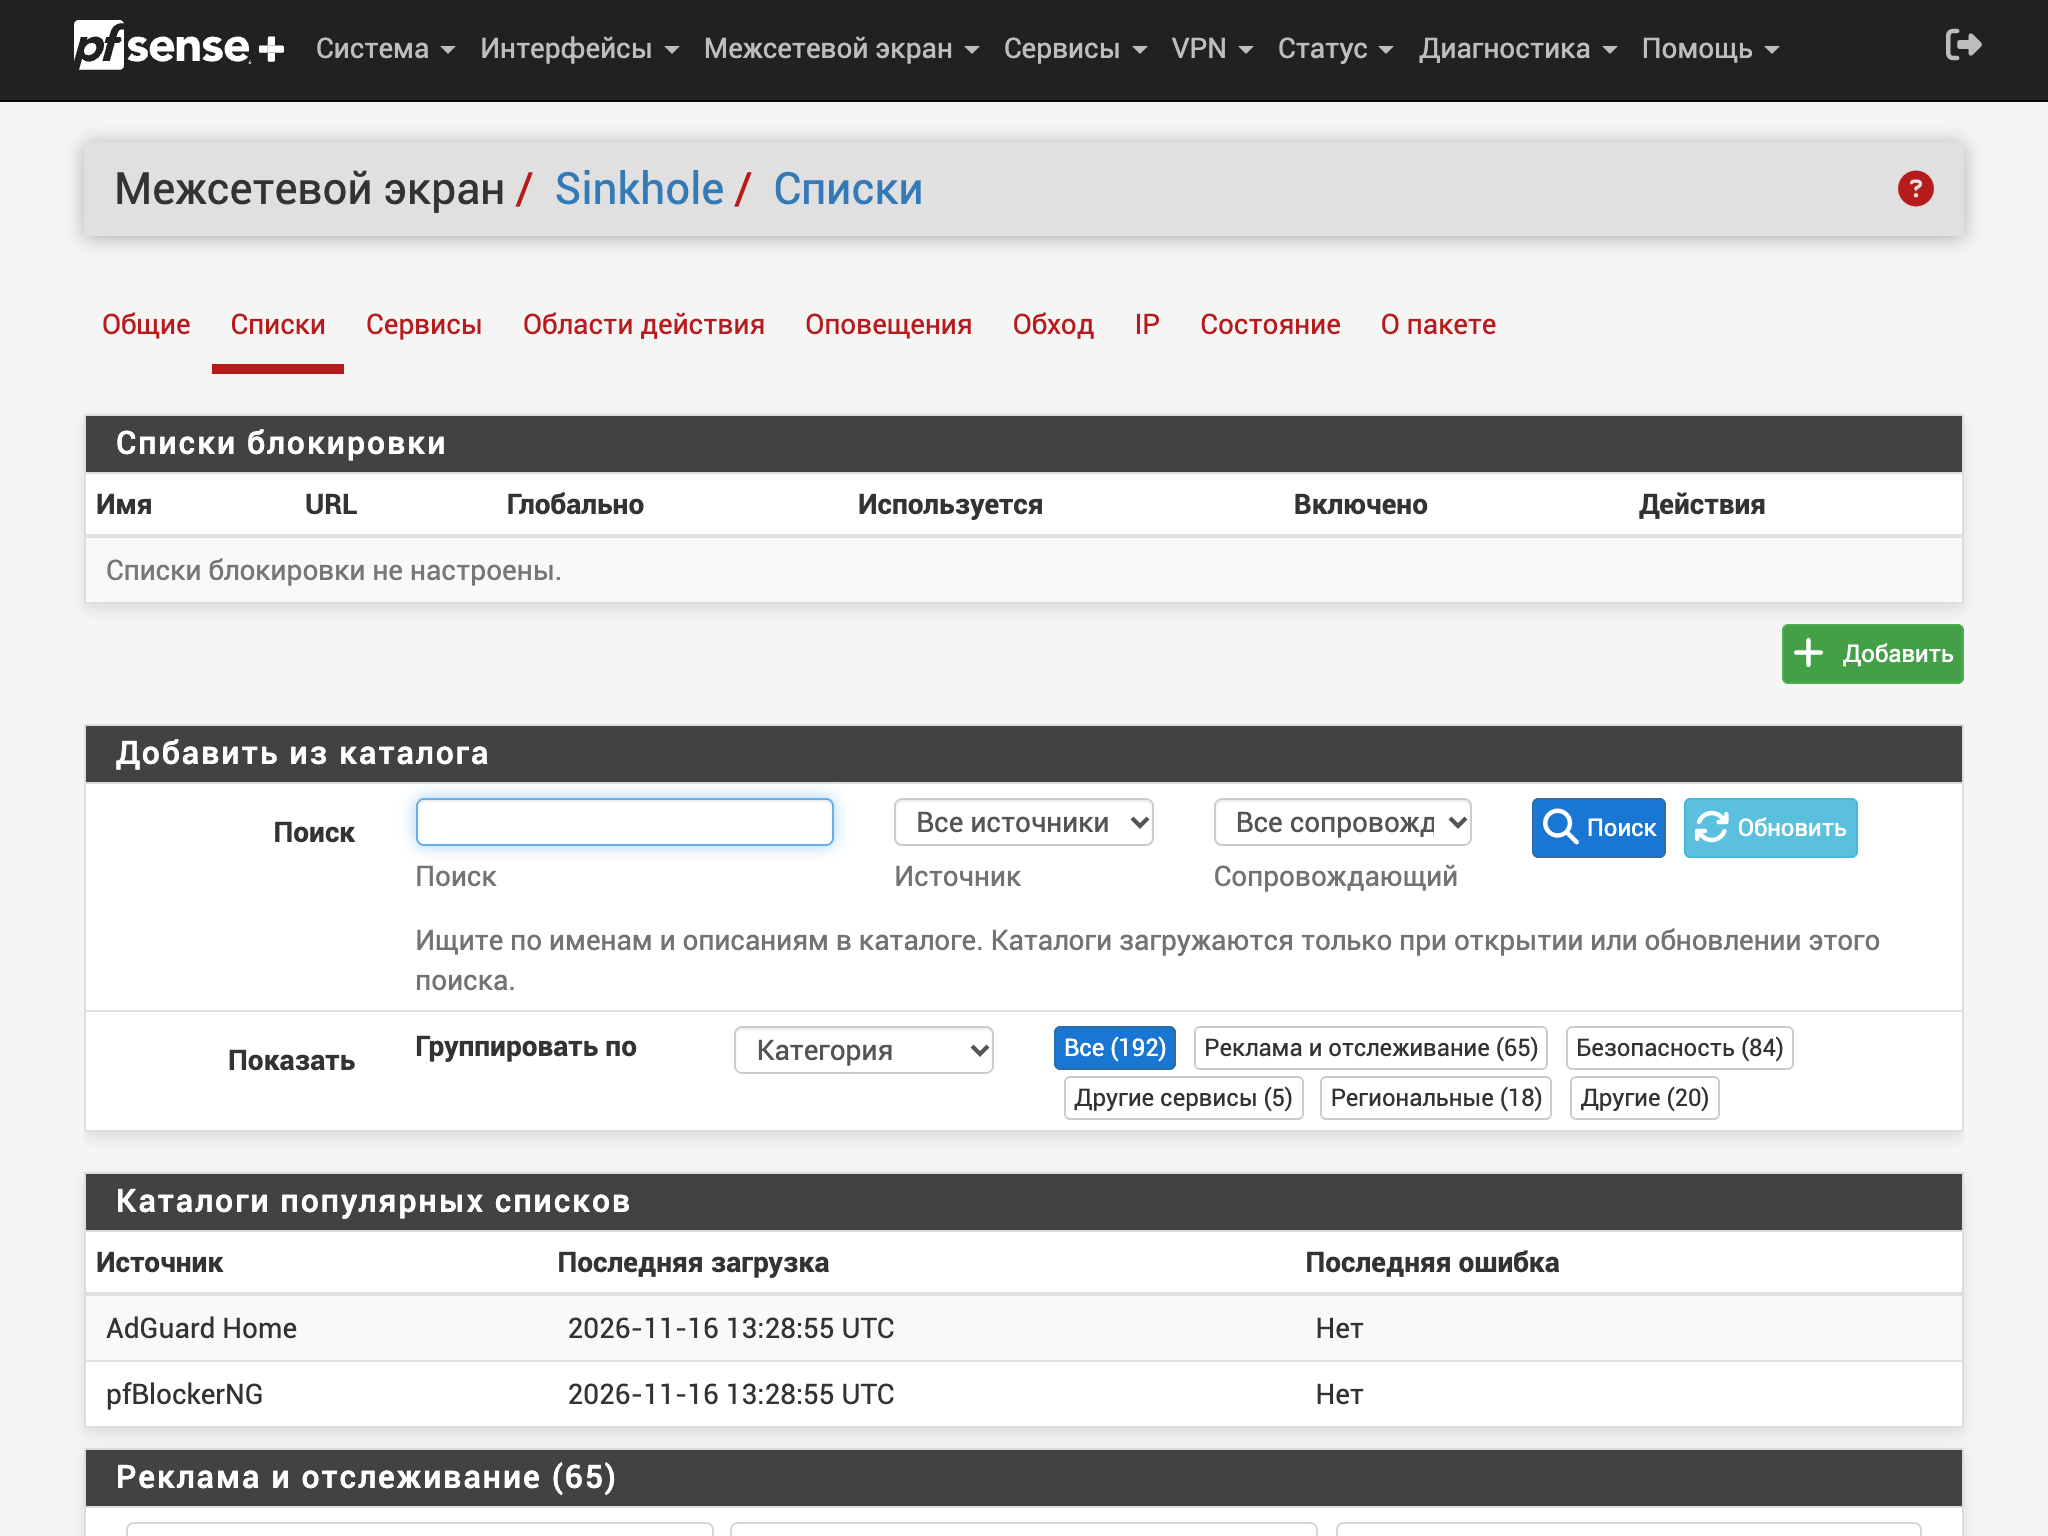 pfsense+ Система Интерфейсы Межсетевой экран Сервисы VPN Статус Диагностика Помощь
Межсетевой экран / Sinkhole / Списки ?
Общие Списки Сервисы Области действия Оповещения Обход IP Состояние О пакете
Списки блокировки
Имя URL Глобально Используется Включено Действия
Списки блокировки не настроены.
+ Добавить
Добавить из каталога
Поиск Все источники Все сопровожд Поиск Обновить
Поиск Источник Сопровождающий
Ищите по именам и описаниям в каталоге. Каталоги загружаются только при открытии или обновлении этого
поиска.
Показать Группировать по Категория Все (192) Реклама и отслеживание (65) Безопасность (84)
Другие сервисы (5) Региональные (18) Другие (20)
Каталоги популярных списков
Источник Последняя загрузка Последняя ошибка
AdGuard Home 2026-11-16 13:28:55 UTC Нет
pfBlockerNG 2026-11-16 13:28:55 UTC Нет
Реклама и отслеживание (65)